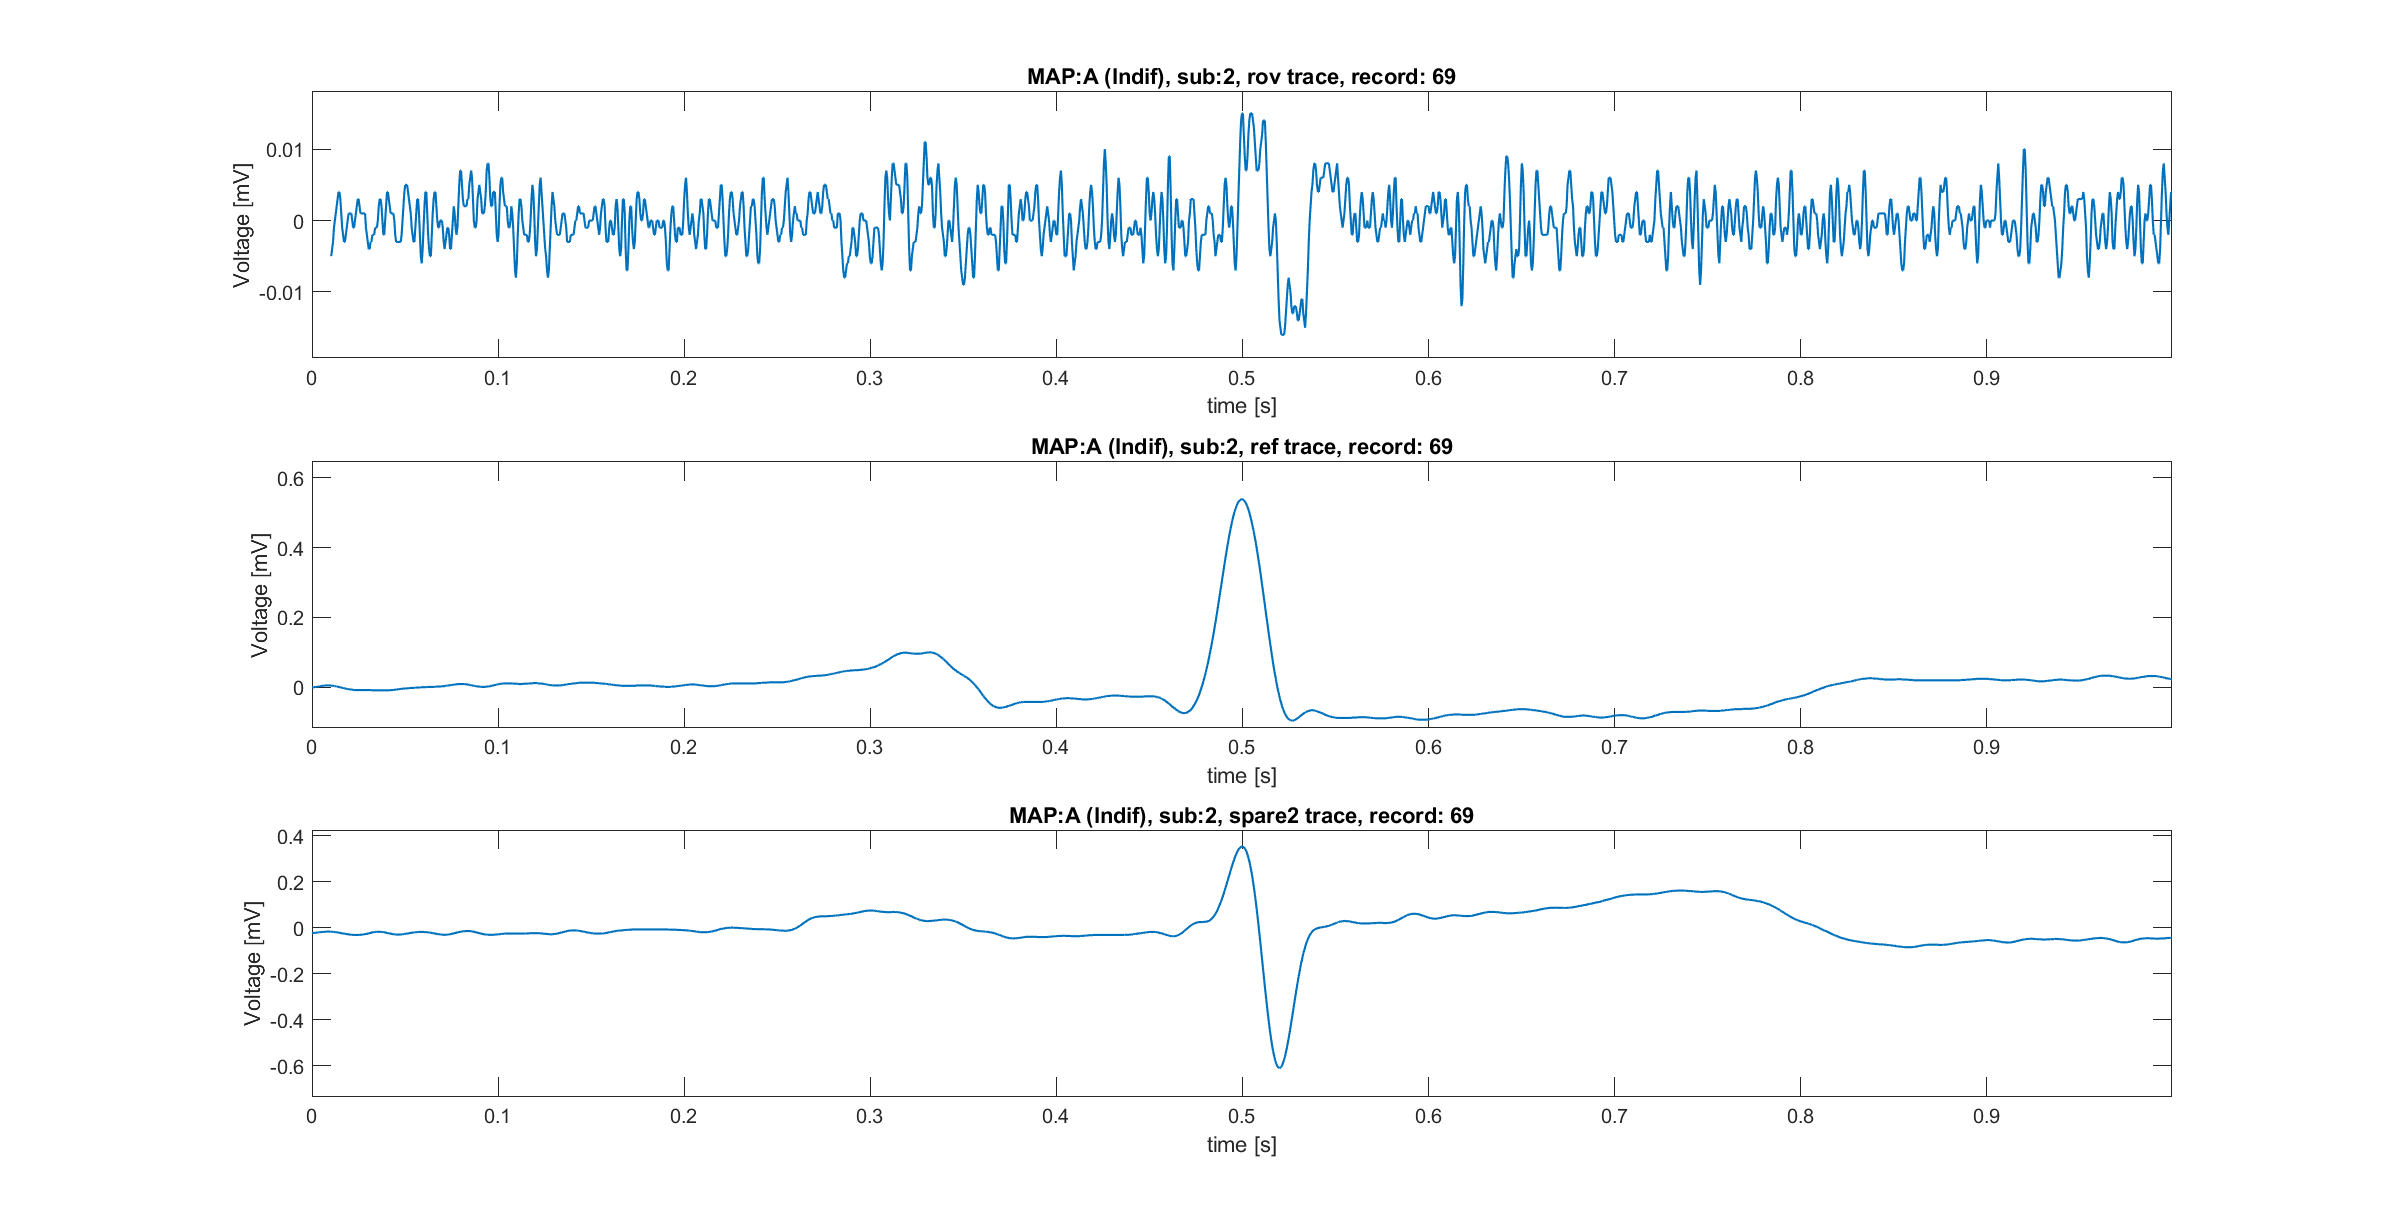 MAP:A (Indif), sub:2, rov trace, record: 69
Voltage [mV]
0.01
0
-0.01
0 0.1 0.2 0.3 0.4 0.5 0.6 0.7 0.8 0.9
time [s]
MAP:A (Indif), sub:2, ref trace, record: 69
Voltage [mV]
0.6
0.4
0.2
0
0 0.1 0.2 0.3 0.4 0.5 0.6 0.7 0.8 0.9
time [s]
MAP:A (Indif), sub:2, spare2 trace, record: 69
Voltage [mV]
0.4
0.2
0
-0.2
-0.4
-0.6
0 0.1 0.2 0.3 0.4 0.5 0.6 0.7 0.8 0.9
time [s]